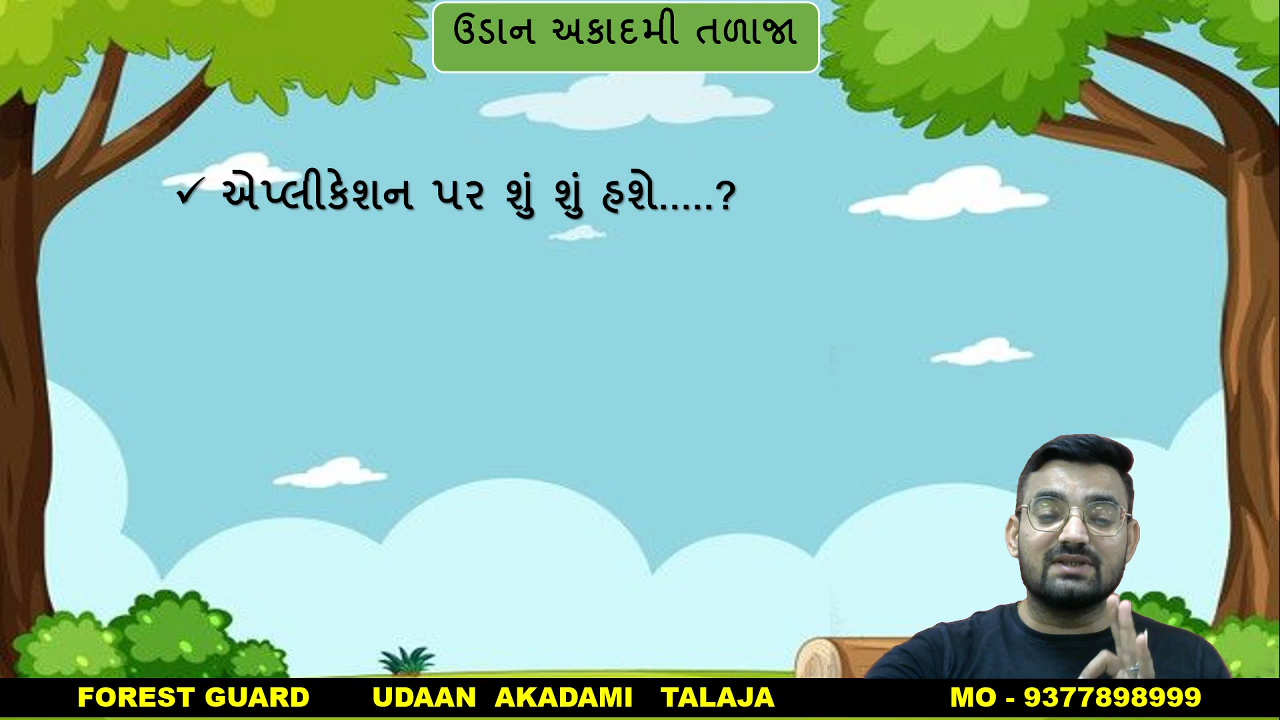 ઉડાન અકાદમી તળાજા
✓ એપ્લીકેશન પર શું શું હશે.....?
FOREST GUARD UDAAN AKADAMI TALAJA MO - 9377898999